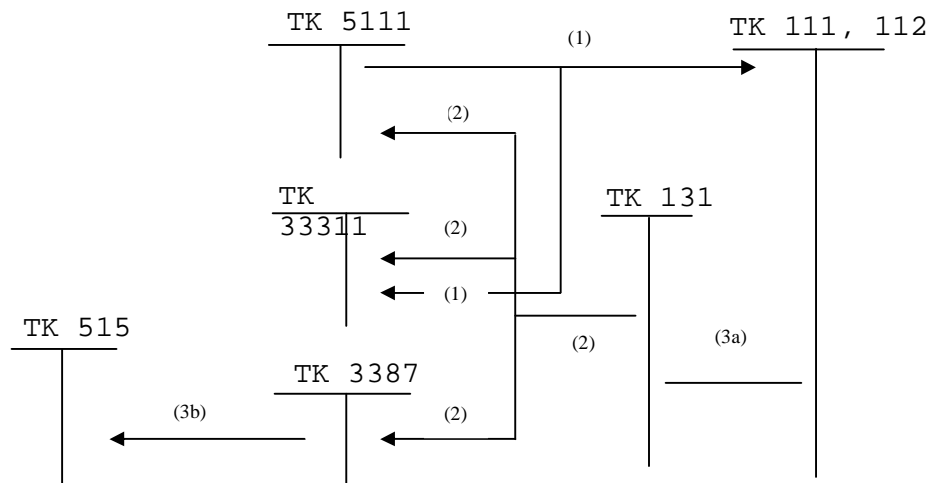 TK 5111
(1)
TK 111, 112
(2)
TK
33311
TK 131
(2)
(1)
TK 515
(2)
(3a)
TK 3387
(3b)
(2)